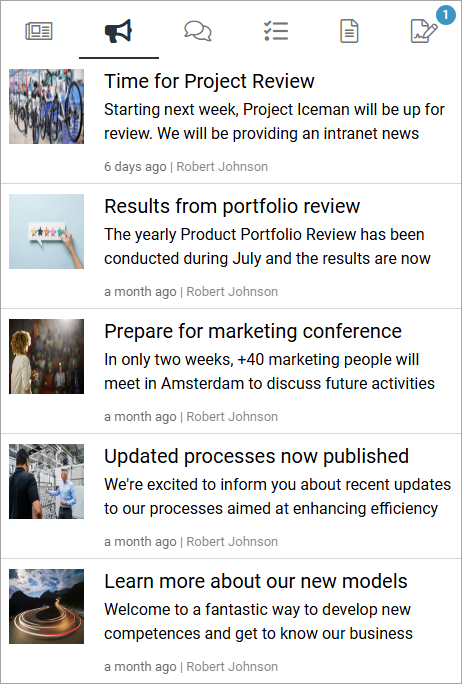 1
Time for Project Review
Starting next week, Project Iceman will be up for
review. We will be providing an intranet news
6 days ago | Robert Johnson
Results from portfolio review
The yearly Product Portfolio Review has been
conducted during July and the results are now
a month ago | Robert Johnson
Prepare for marketing conference
In only two weeks, +40 marketing people will
meet in Amsterdam to discuss future activities
a month ago | Robert Johnson
Updated processes now published
We're excited to inform you about recent updates
to our processes aimed at enhancing efficiency
a month ago | Robert Johnson
Learn more about our new models
Welcome to a fantastic way to develop new
competences and get to know our business
a month ago | Robert Johnson